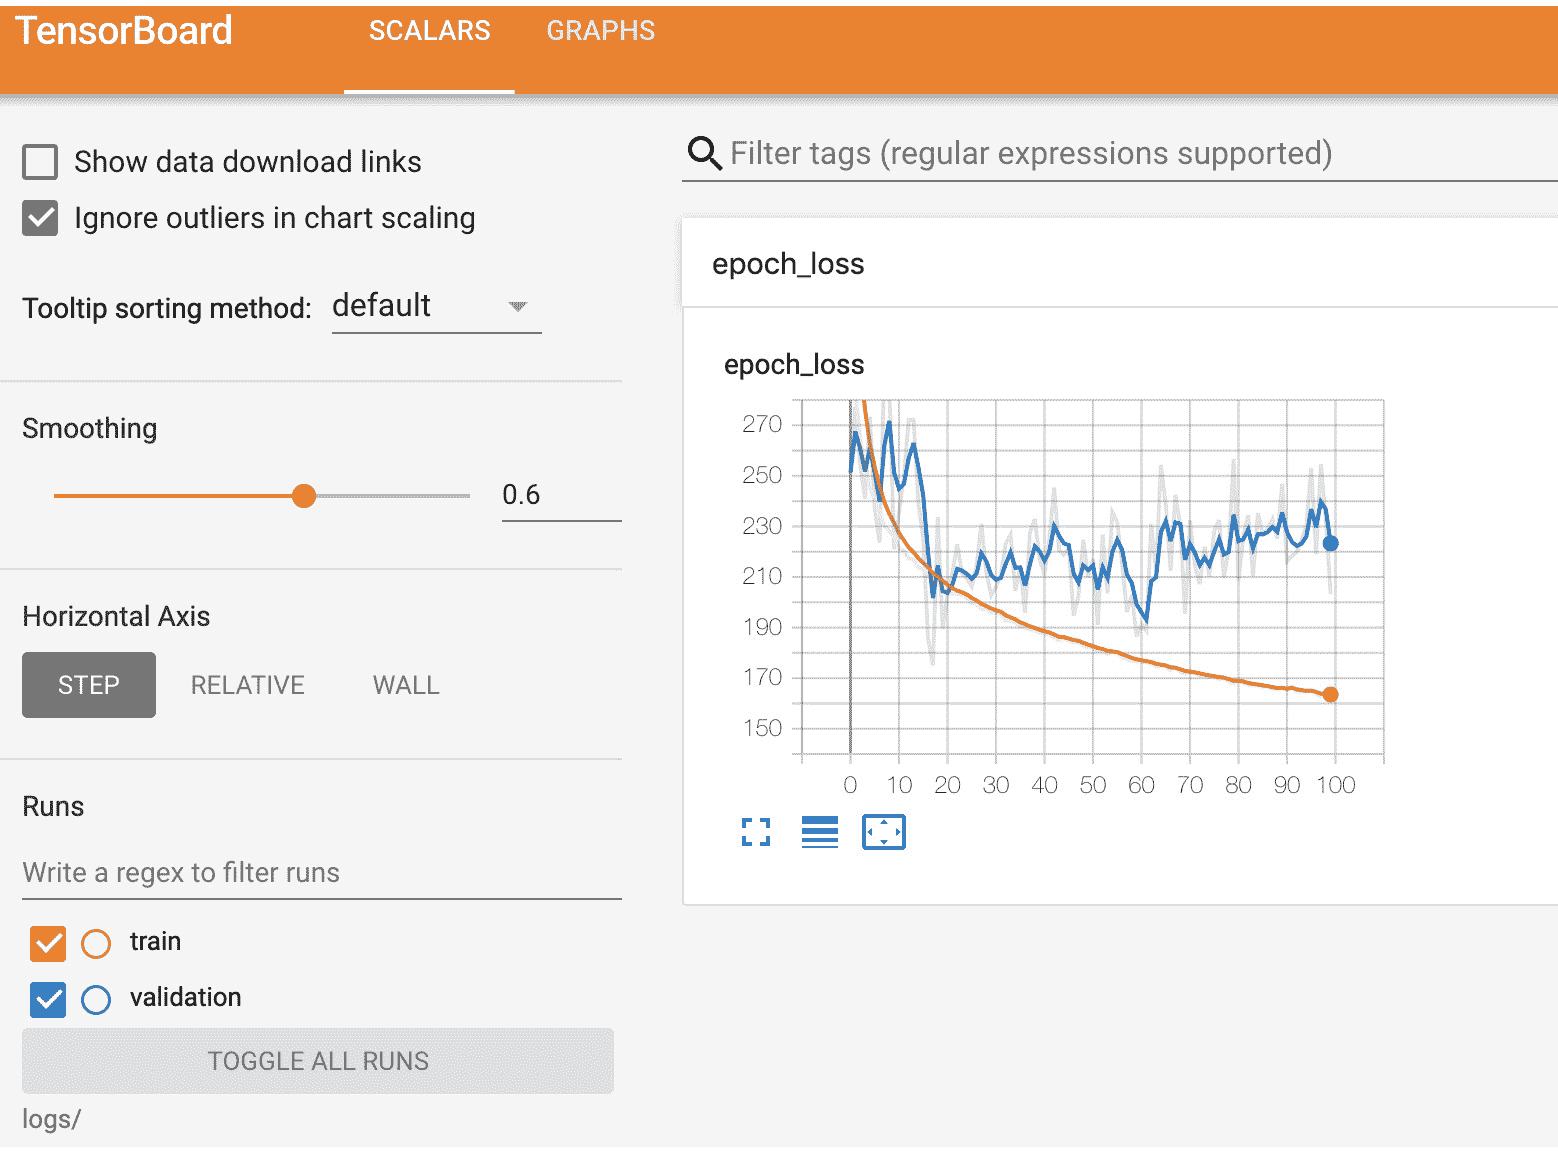 TensorBoard SCALARS GRAPHS
Show data download links
Ignore outliers in chart scaling
Tooltip sorting method: default
Smoothing
0.6
Horizontal Axis
STEP RELATIVE WALL
Runs
Write a regex to filter runs
train
validation
TOGGLE ALL RUNS
logs/
Filter tags (regular expressions supported)
epoch_loss
epoch_loss
270
250
230
210
190
170
150
0 10 20 30 40 50 60 70 80 90 100